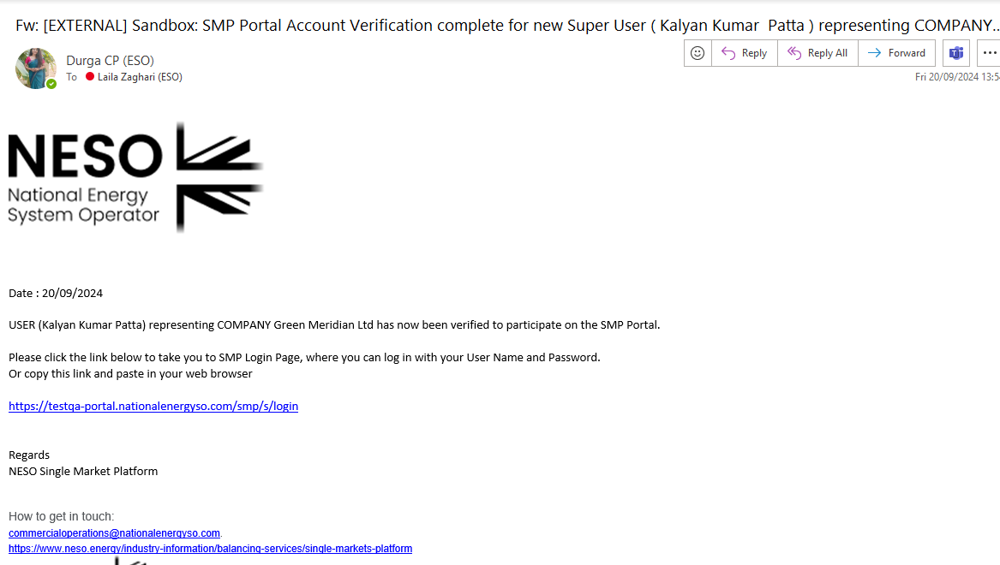 Fw: [EXTERNAL] Sandbox: SMP Portal Account Verification complete for new Super User ( Kalyan Kumar  Patta ) representing COMPANY...
Durga CP (ESO)
To Laila Zaghari (ESO)
Reply
Reply All
Forward
Fri 20/09/2024 13:5
NESO
National Energy
System Operator
Date : 20/09/2024
USER (Kalyan Kumar Patta) representing COMPANY Green Meridian Ltd has now been verified to participate on the SMP Portal.
Please click the link below to take you to SMP Login Page, where you can log in with your User Name and Password.
Or copy this link and paste in your web browser
https://testqa-portal.nationalenergyso.com/smp/s/login
Regards
NESO Single Market Platform
How to get in touch:
commercialoperations@nationalenergyso.com.
https://www.neso.energy/industry-information/balancing-services/single-markets-platform